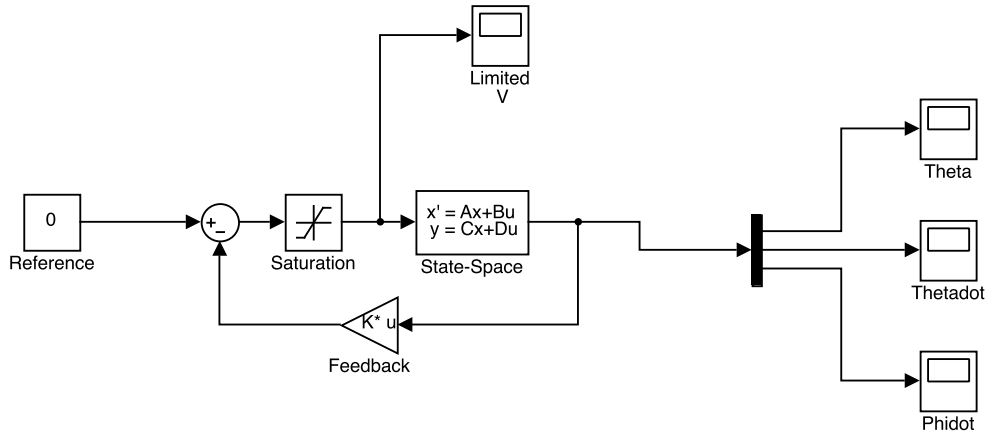 Limited
V
Theta
0
+
−
x' = Ax+Bu
y = Cx+Du
Reference
Saturation
State-Space
Thetadot
K* u
Feedback
Phidot